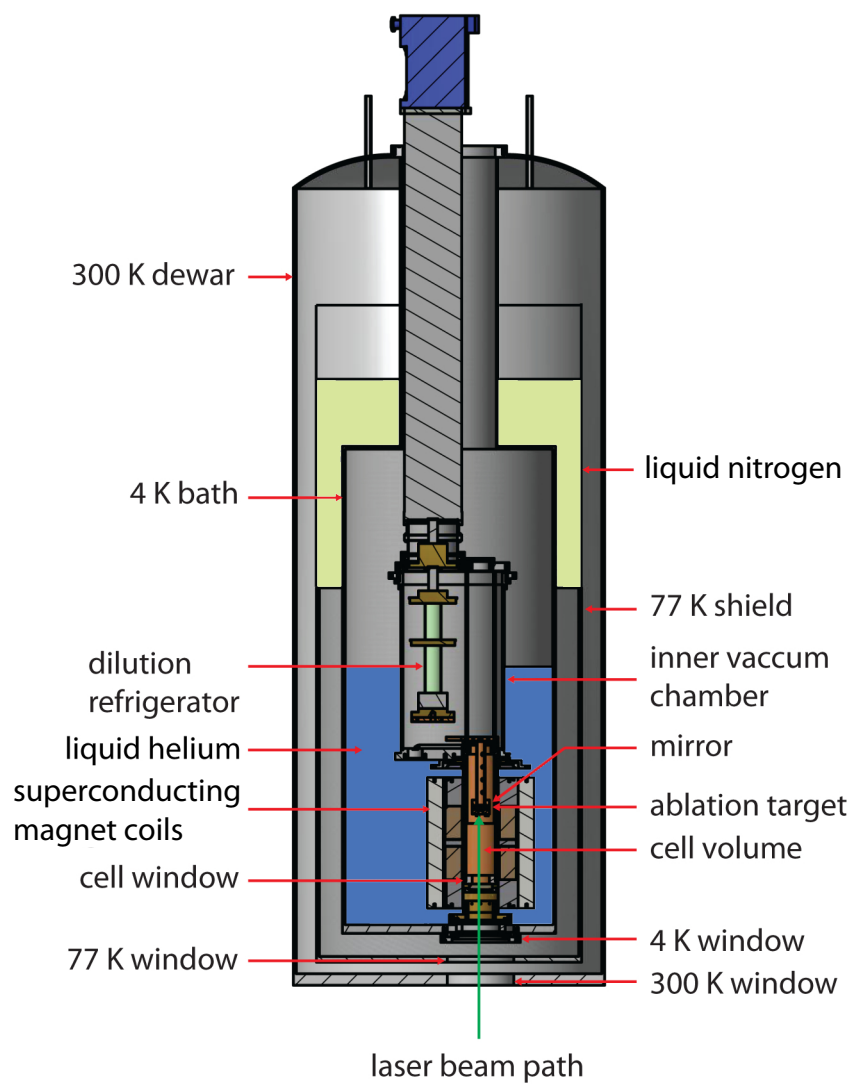 300 K dewar
4 K bath
dilution
refrigerator
liquid helium
superconducting
magnet coils
cell window
77 K window
liquid nitrogen
77 K shield
inner vaccum
chamber
mirror
ablation target
cell volume
4 K window
300 K window
laser beam path